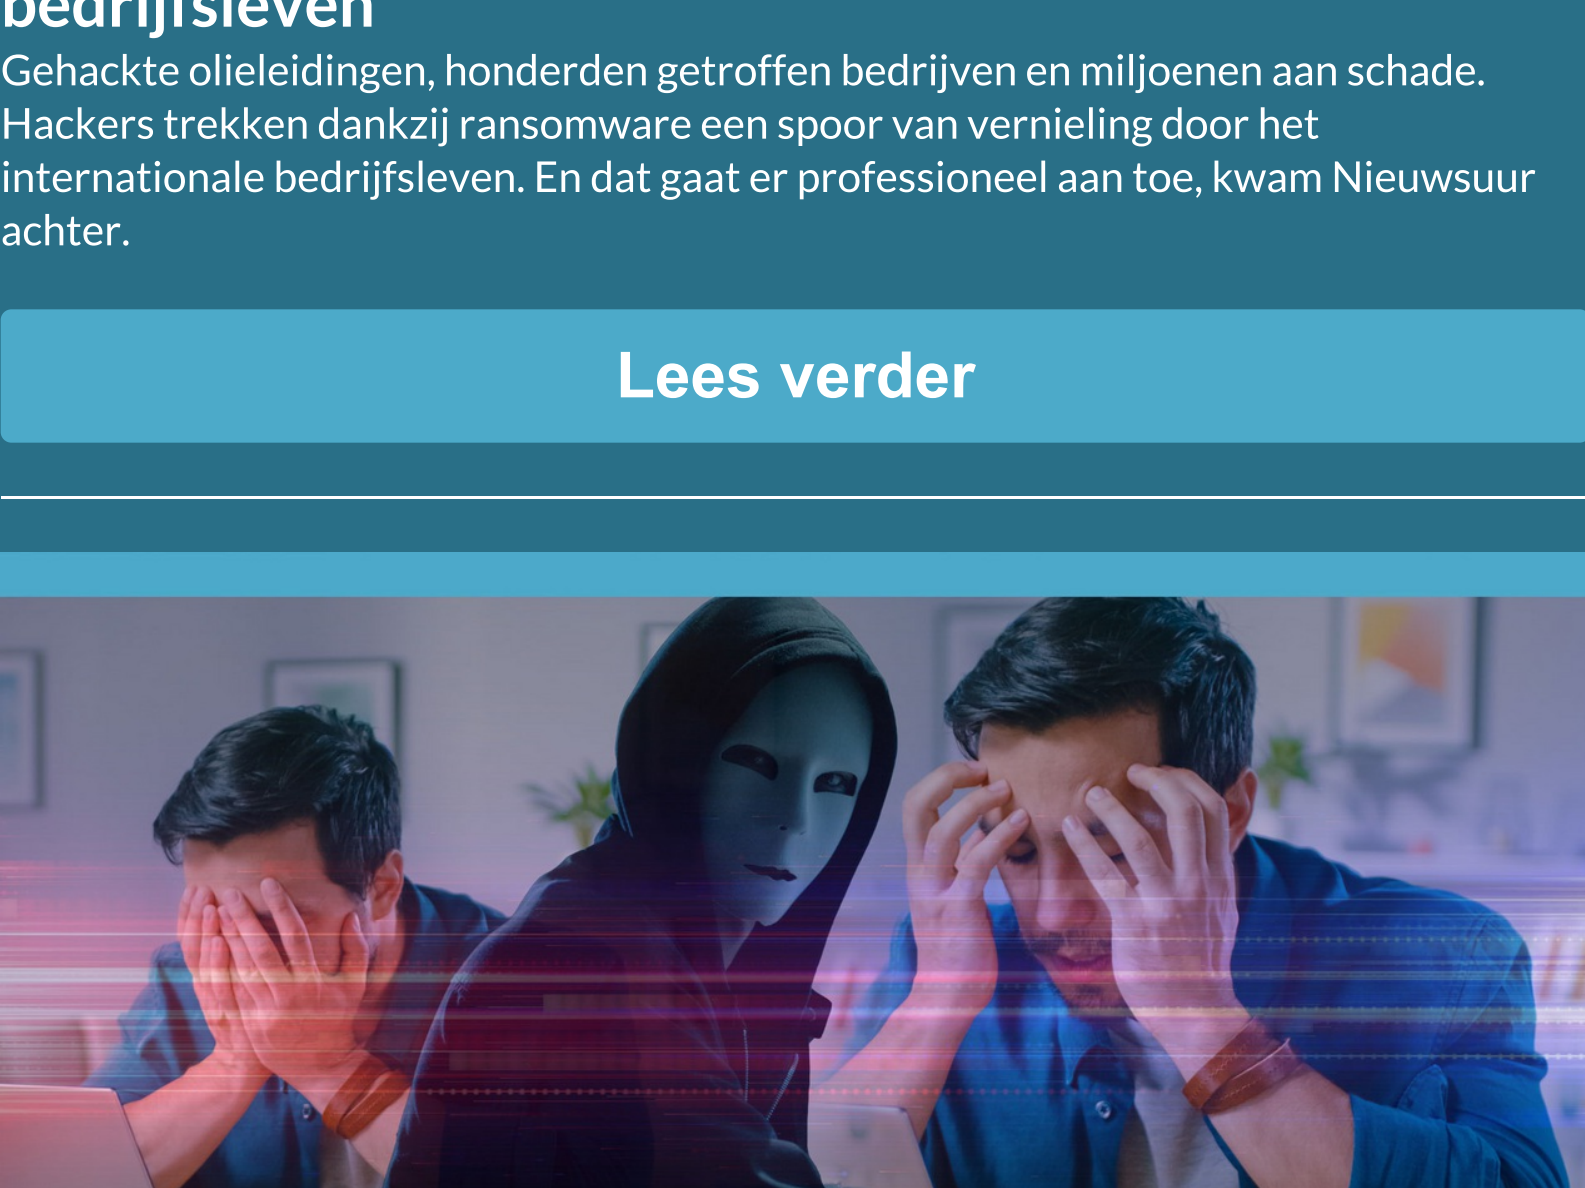 bedrijfsleven
Gehackte olieleidingen, honderden getroffen bedrijven en miljoenen aan schade.
Hackers trekken dankzij ransomware een spoor van vernieling door het
internationale bedrijfsleven. En dat gaat er professioneel aan toe, kwam Nieuwsuur
achter.
Lees verder